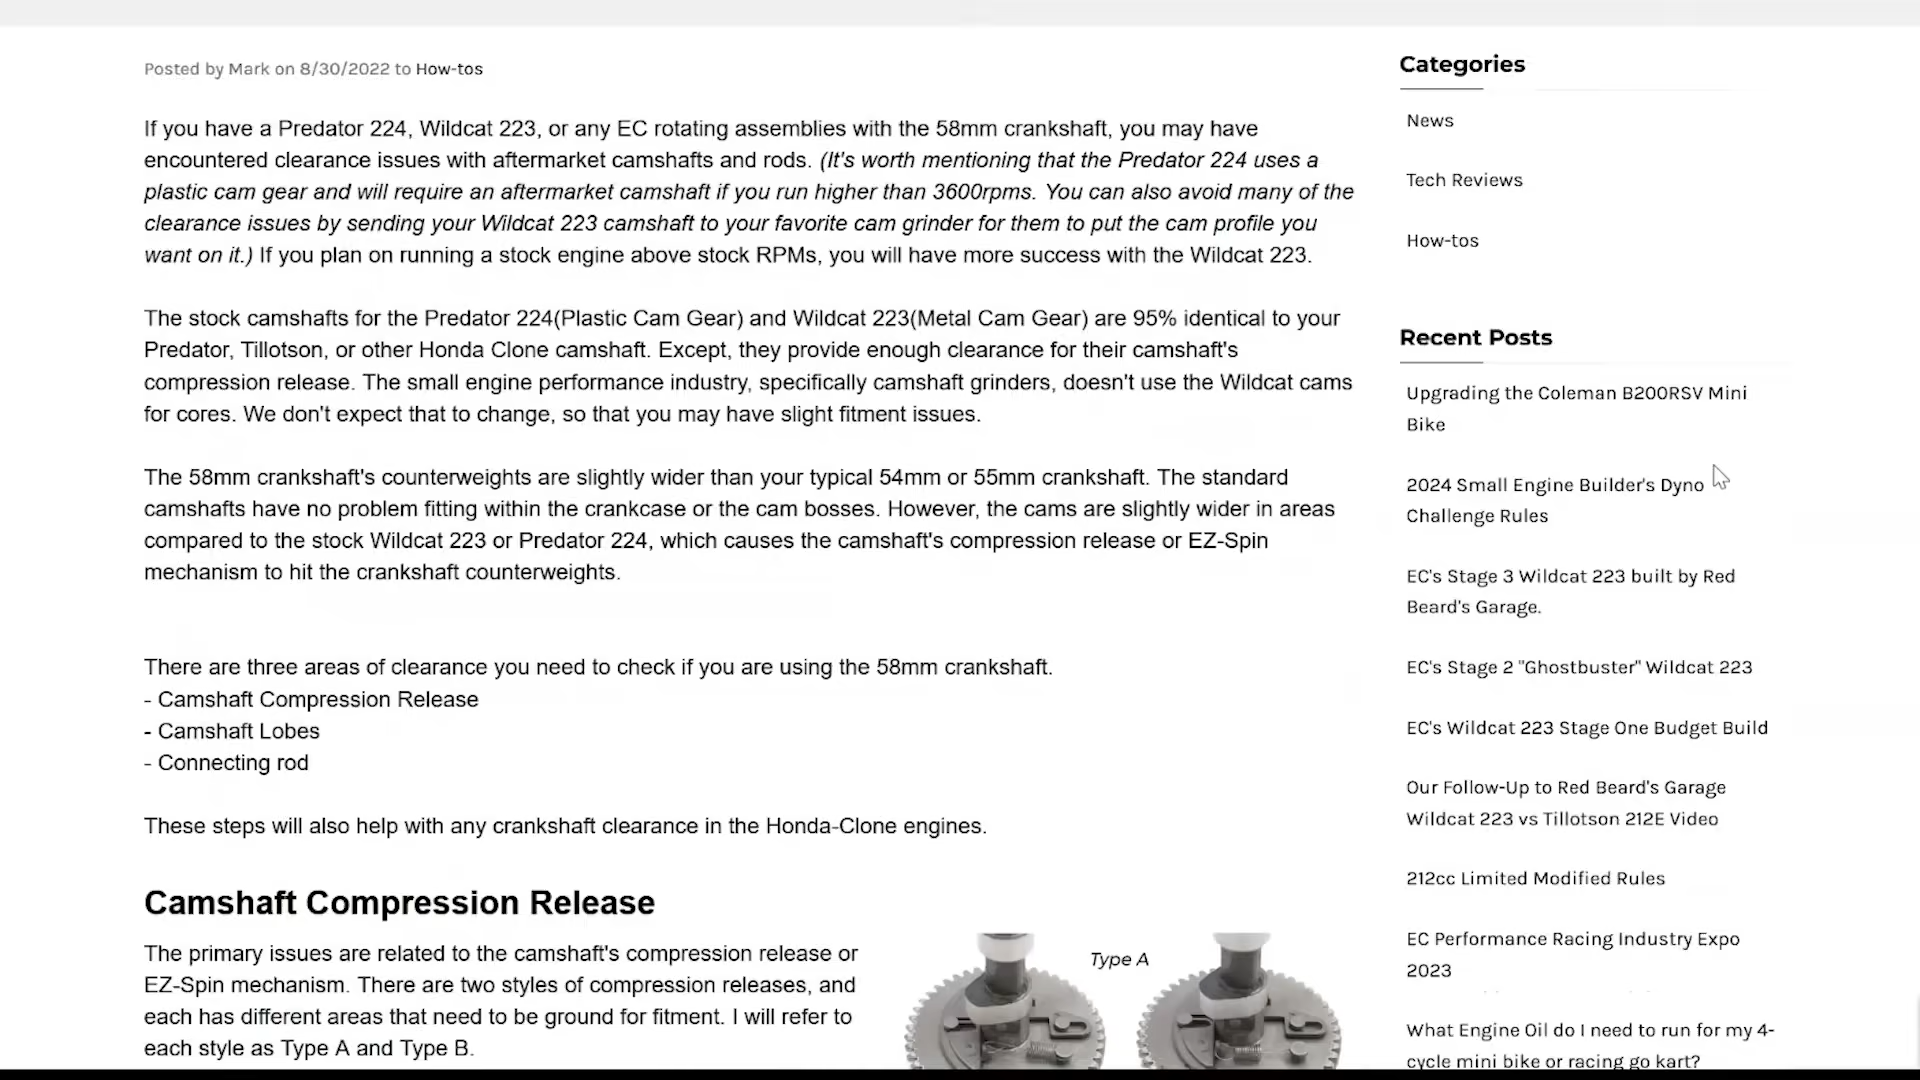 Posted by Mark on 8/30/2022 to How-tos
If you have a Predator 224, Wildcat 223, or any EC rotating assemblies with the 58mm crankshaft, you may have
encountered clearance issues with aftermarket camshafts and rods. (It's worth mentioning that the Predator 224 uses a
plastic cam gear and will require an aftermarket camshaft if you run higher than 3600rpms. You can also avoid many of the
clearance issues by sending your Wildcat 223 camshaft to your favorite cam grinder for them to put the cam profile you
want on it.) If you plan on running a stock engine above stock RPMs, you will have more success with the Wildcat 223.
The stock camshafts for the Predator 224(Plastic Cam Gear) and Wildcat 223(Metal Cam Gear) are 95% identical to your
Predator, Tillotson, or other Honda Clone camshaft. Except, they provide enough clearance for their camshaft's
compression release. The small engine performance industry, specifically camshaft grinders, doesn't use the Wildcat cams
for cores. We don't expect that to change, so that you may have slight fitment issues.
The 58mm crankshaft's counterweights are slightly wider than your typical 54mm or 55mm crankshaft. The standard
camshafts have no problem fitting within the crankcase or the cam bosses. However, the cams are slightly wider in areas
compared to the stock Wildcat 223 or Predator 224, which causes the camshaft's compression release or EZ-Spin
mechanism to hit the crankshaft counterweights.
There are three areas of clearance you need to check if you are using the 58mm crankshaft.
- Camshaft Compression Release
- Camshaft Lobes
- Connecting rod
These steps will also help with any crankshaft clearance in the Honda-Clone engines.
Camshaft Compression Release
The primary issues are related to the camshaft's compression release or
EZ-Spin mechanism. There are two styles of compression releases, and
each has different areas that need to be ground for fitment. I will refer to
each style as Type A and Type B.
Type A
Categories
News
Tech Reviews
How-tos
Recent Posts
Upgrading the Coleman B200RSV Mini
Bike
2024 Small Engine Builder's Dyno
Challenge Rules
EC's Stage 3 Wildcat 223 built by Red
Beard's Garage.
EC's Stage 2 "Ghostbuster" Wildcat 223
EC's Wildcat 223 Stage One Budget Build
Our Follow-Up to Red Beard's Garage
Wildcat 223 vs Tillotson 212E Video
212cc Limited Modified Rules
EC Performance Racing Industry Expo
2023
What Engine Oil do I need to run for my 4-
cycle mini bike or racing go kart?